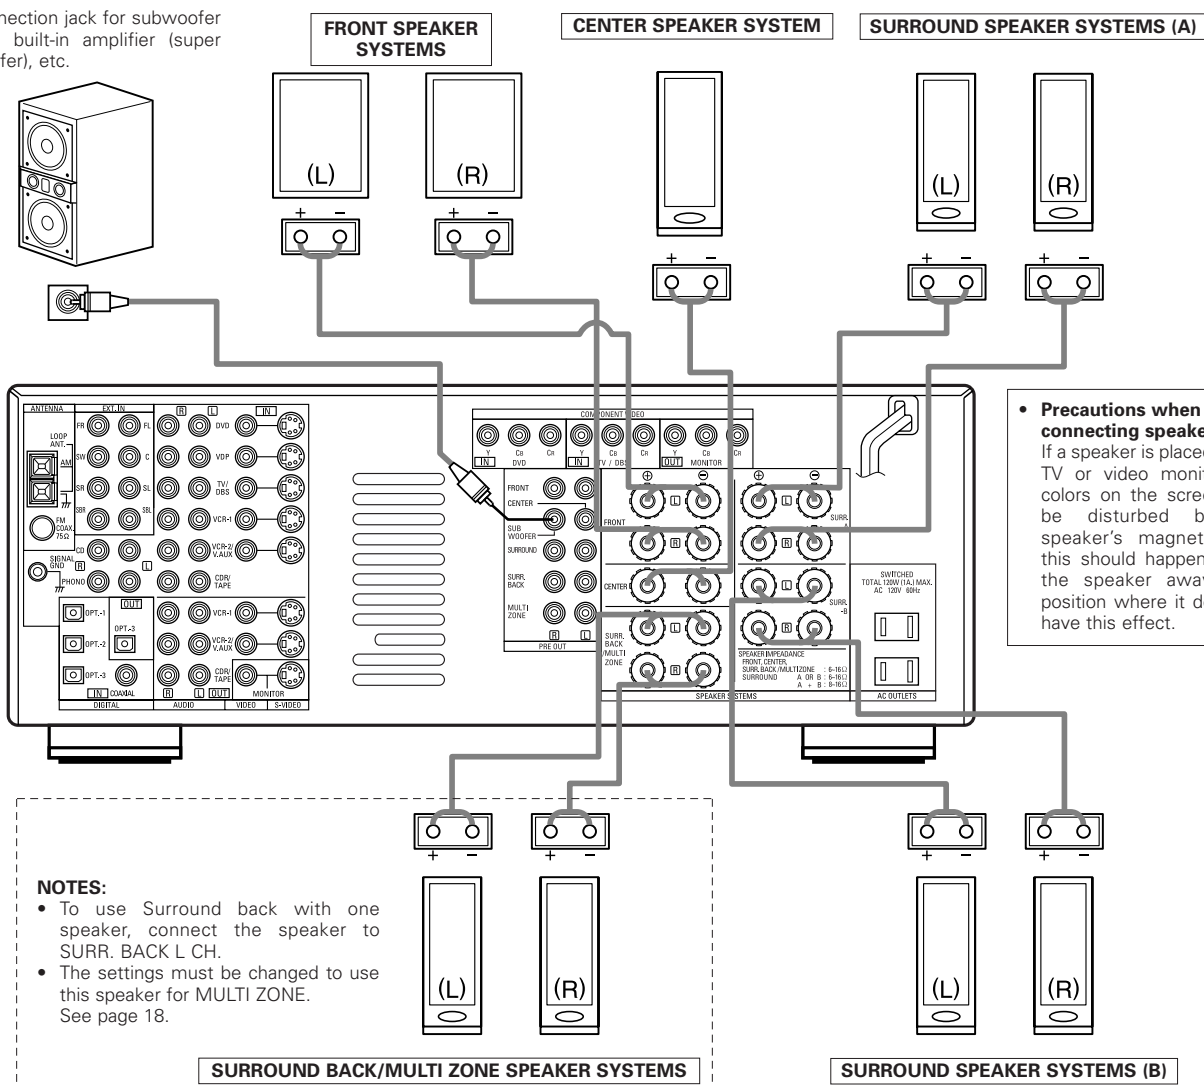 nection jack for subwoofer
built-in amplifier (super
fer), etc.
FRONT SPEAKER
SYSTEMS
CENTER SPEAKER SYSTEM
SURROUND SPEAKER SYSTEMS (A)
(L)
(R)
(L)
(R)
+ −
+ −
+ −
+ −
+ −
• Precautions when
connecting speake
If a speaker is place
TV or video monit
colors on the scree
be disturbed b
speaker's magnet
this should happen
the speaker away
position where it d
have this effect.
ANTENNA
EXT. IN
R L
IN
LOOP
ANT.
AM
FM
COAX.
75Ω
SIGNAL
GND
FR FL
SW C
SR SL
SBR SBL
CD
R L
PHONO
DVD
VDP
TV/
DBS
VCR-1
VCR-2/
V.AUX
CDR/
TAPE
OPT.-1
OUT
OPT.-3
OPT.-2
OPT.-3
IN COAXIAL
DIGITAL
VCR-1
VCR-2/
V.AUX
CDR/
TAPE
R L OUT
AUDIO
MONITOR
VIDEO
S-VIDEO
COMPONENT VIDEO
Y CB CR
Y CB CR
Y CB CR
IN DVD
IN TV / DBS
OUT MONITOR
FRONT
CENTER
SUB
WOOFER
SURROUND
SURR.
BACK
MULTI
ZONE
R L
PRE OUT
⊕ ⊖
⊕ ⊖
FRONT
L
R
CENTER
SURR.
BACK
/MULTI
ZONE
L
R
L
SURR.
-A
R
L
SURR.
-B
R
SPEAKER IMPEDANCE
FRONT, CENTER,
SURR. BACK /MULTIZONE : 6-16Ω
SURROUND A OR B : 6-16Ω
A + B : 8-16Ω
SPEAKER SYSTEMS
SWITCHED
TOTAL 120W (1A.) MAX.
AC 120V 60Hz
AC OUTLETS
+ −
+ −
+ −
+ −
NOTES:
• To use Surround back with one
speaker, connect the speaker to
SURR. BACK L CH.
• The settings must be changed to use
this speaker for MULTI ZONE.
See page 18.
(L)
(R)
(L)
(R)
SURROUND BACK/MULTI ZONE SPEAKER SYSTEMS
SURROUND SPEAKER SYSTEMS (B)